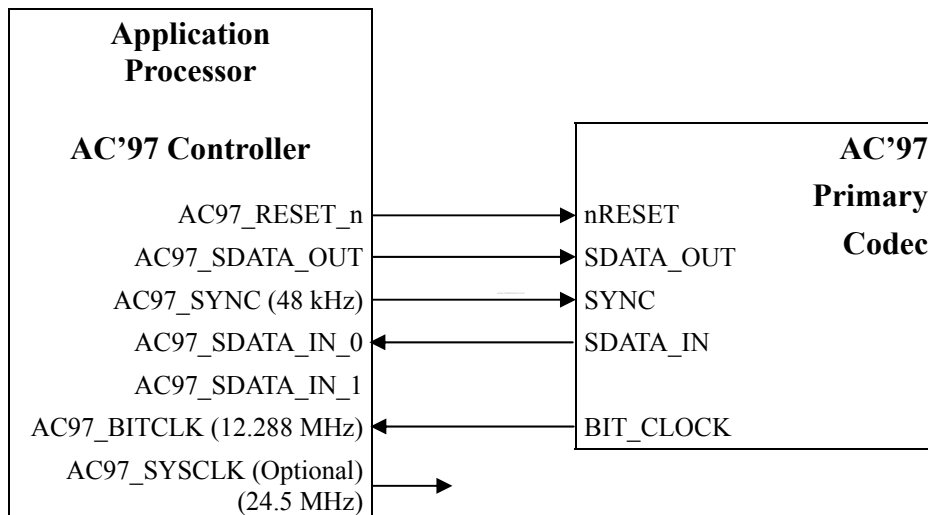 Application
Processor
AC’97 Controller
AC97_RESET_n
AC97_SDATA_OUT
AC97_SYNC (48 kHz)
AC97_SDATA_IN_0
AC97_SDATA_IN_1
AC97_BITCLK (12.288 MHz)
AC97_SYSCLK (Optional)
(24.5 MHz)
AC’97
Primary
Codec
nRESET
SDATA_OUT
SYNC
SDATA_IN
BIT_CLOCK